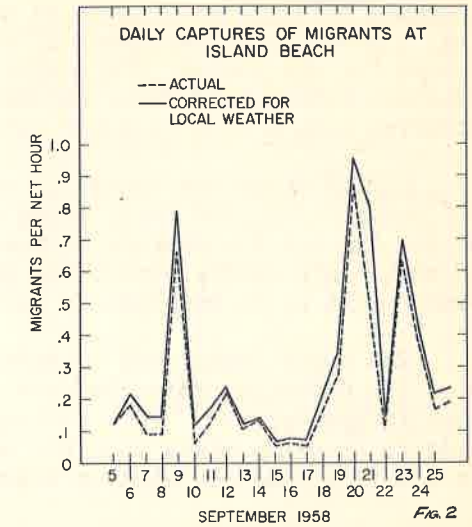 DAILY CAPTURES OF MIGRANTS AT
ISLAND BEACH
ACTUAL
CORRECTED FOR
LOCAL WEATHER
MIGRANTS PER NET HOUR
1.0
.9
.8
.7
.6
.5
.4
.3
.2
.1
0
5 7 9 11 13 15 17 19 21 23 25
6 8 10 12 14 16 18 20 22 24
SEPTEMBER 1958
FIG. 2